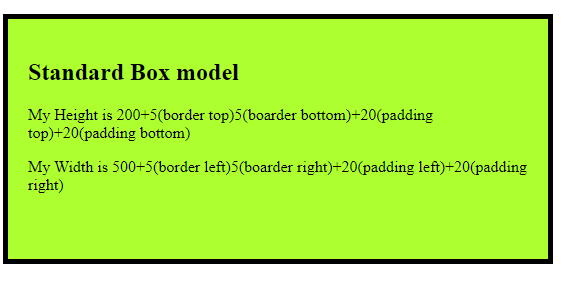 Standard Box model
My Height is 200+5(border top)5(boarder bottom)+20(padding
top)+20(padding bottom)
My Width is 500+5(border left)5(boarder right)+20(padding left)+20(padding
right)